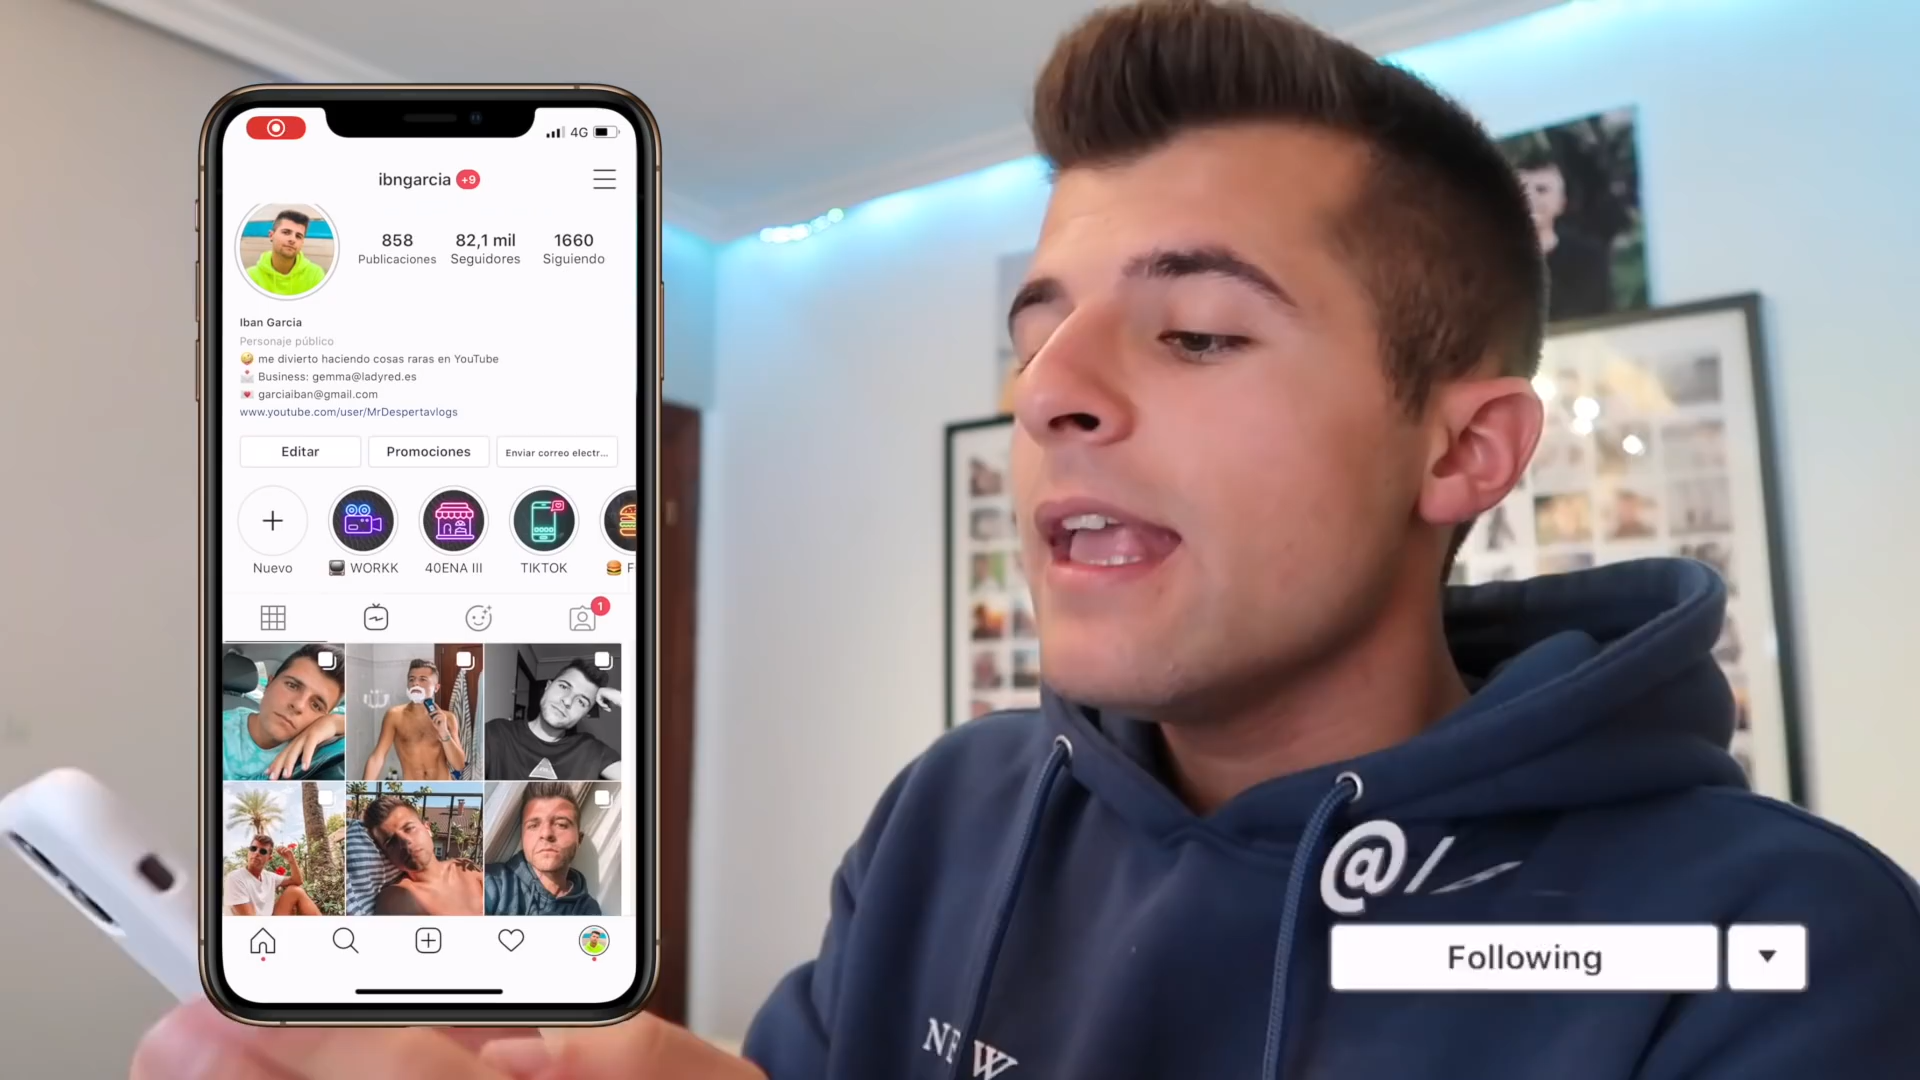 4G
ibngarcia +9
858 82,1 mil 1660
Publicaciones Seguidores Siguiendo
Iban Garcia
Personaje público
🤪 me divierto haciendo cosas raras en YouTube
📩 Business: gemma@ladyred.es
💌 garciaiban@gmail.com
www.youtube.com/user/MrDespertavlogs
Editar Promociones Enviar correo electr...
Nuevo WORKK 40ENA III TIKTOK F
1
@/
Following
NEW